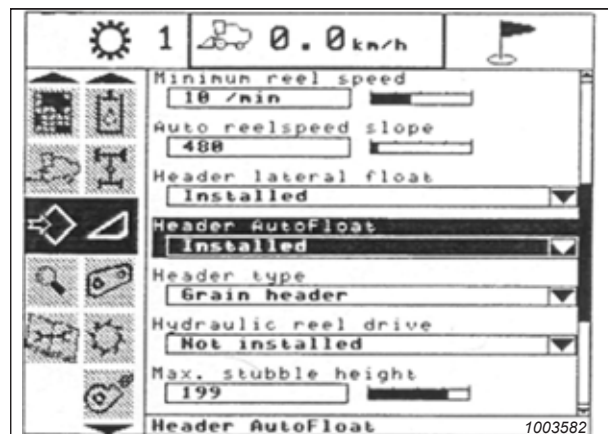 1 0.0km/h
Minimum reel speed
10 /min
Auto reelspeed slope
480
Header lateral float
Installed
Header AutoFloat
Installed
Header type
Grain header
Hydraulic reel drive
Not installed
Max. stubble height
199
Header AutoFloat
1003582